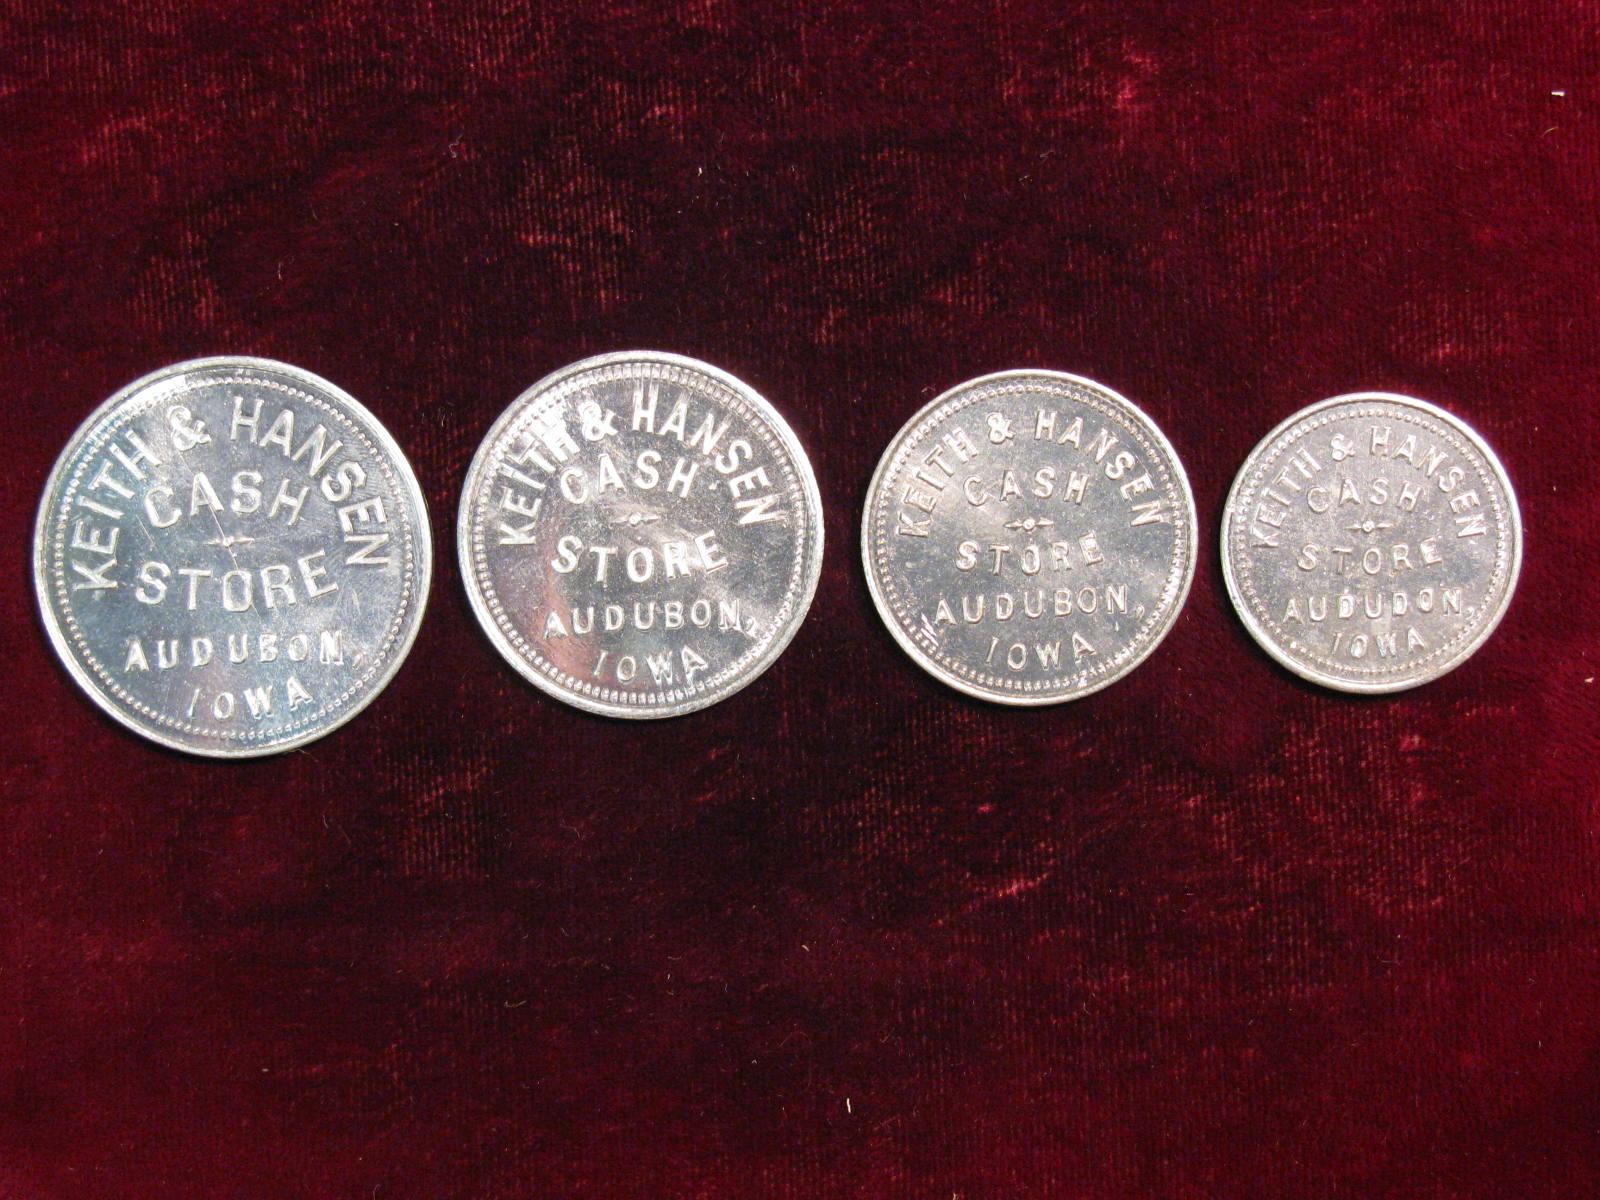 KEITH & HANSEN
CASH
STORE
AUDUBON,
IOWA
KEITH & HANSEN
CASH
STORE
AUDUBON,
IOWA
KEITH & HANSEN
CASH
STORE
AUDUBON,
IOWA
KEITH & HANSEN
CASH
STORE
AUDUDON,
IOWA